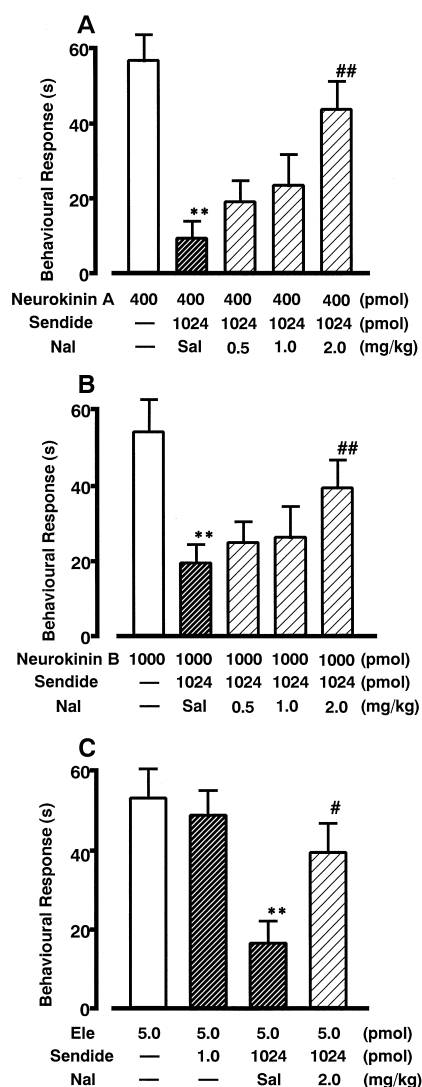 A
Behavioural Response (s)
60
40
20
0
**
##
Neurokinin A 400 400 400 400 400 (pmol)
Sendide — 1024 1024 1024 1024 (pmol)
Nal — Sal 0.5 1.0 2.0 (mg/kg)
B
Behavioural Response (s)
60
40
20
0
**
##
Neurokinin B 1000 1000 1000 1000 1000 (pmol)
Sendide — 1024 1024 1024 1024 (pmol)
Nal — Sal 0.5 1.0 2.0 (mg/kg)
C
Behavioural Response (s)
60
40
20
0
**
#
Ele 5.0 5.0 5.0 5.0 (pmol)
Sendide — 1.0 1024 1024 (pmol)
Nal — — Sal 2.0 (mg/kg)